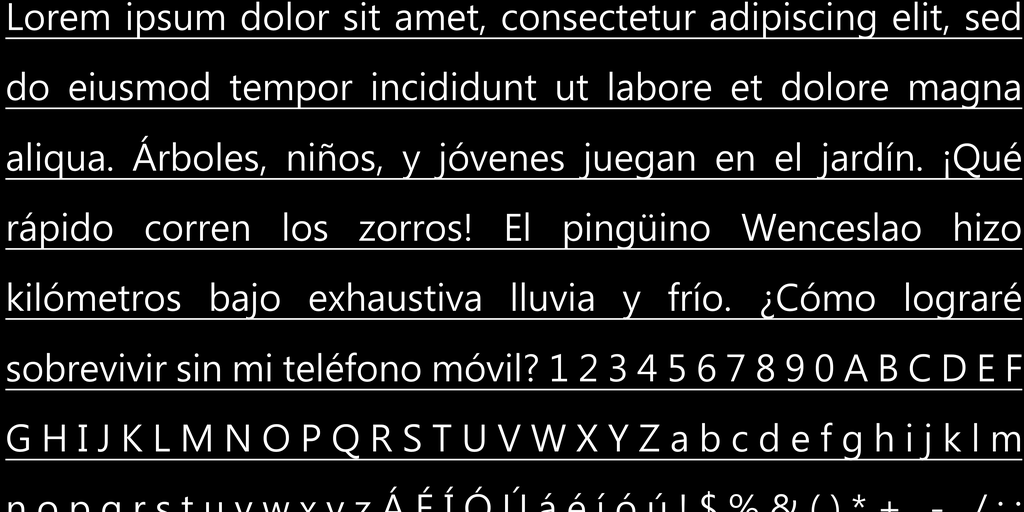 Lorem ipsum dolor sit amet, consectetur adipiscing elit, sed
do eiusmod tempor incididunt ut labore et dolore magna
aliqua. Árboles, niños, y jóvenes juegan en el jardín. ¡Qué
rápido corren los zorros! El pingüino Wenceslao hizo
kilómetros bajo exhaustiva lluvia y frío. ¿Cómo lograré
sobrevivir sin mi teléfono móvil? 1 2 3 4 5 6 7 8 9 0 A B C D E F
G H I J K L M N O P Q R S T U V W X Y Z a b c d e f g h i j k l m
n o p q r s t u v w x y z Á É Í Ó Ú á é í ó ú ! $ % & ( ) * +